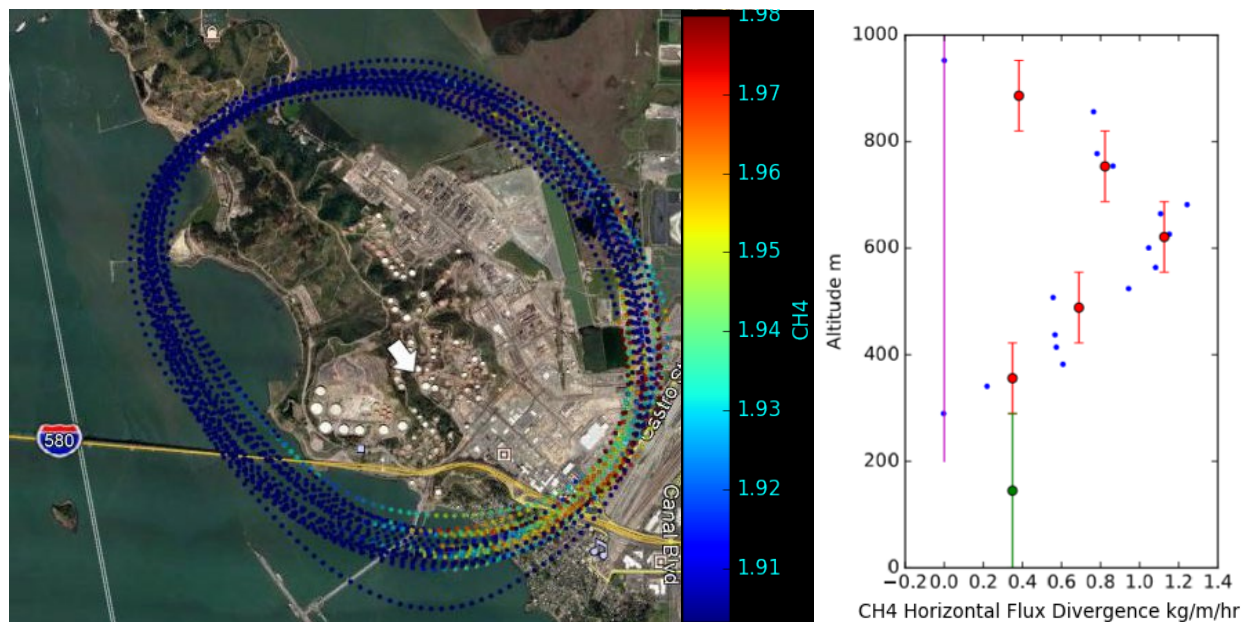 580
Castro St
Canal Blvd
1.98
1.97
1.96
1.95
1.94
1.93
1.92
1.91
CH4
1000
800
600
400
200
0
Altitude m
−0.2 0.0 0.2 0.4 0.6 0.8 1.0 1.2 1.4
CH4 Horizontal Flux Divergence kg/m/hr